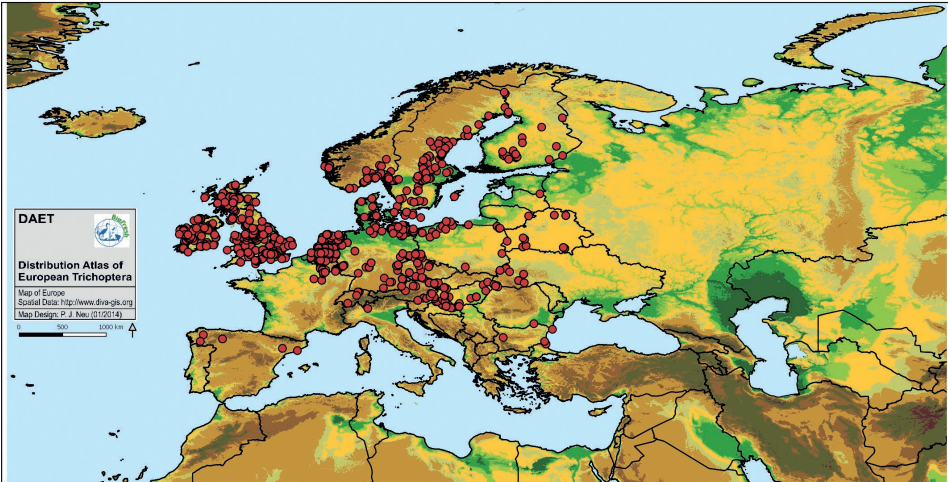 DAET
BioFresh
Distribution Atlas of
European Trichoptera
Map of Europe
Spatial Data: http://www.diva-gis.org
Map Design: P. J. Neu (01/2014)
0 500 1000 km